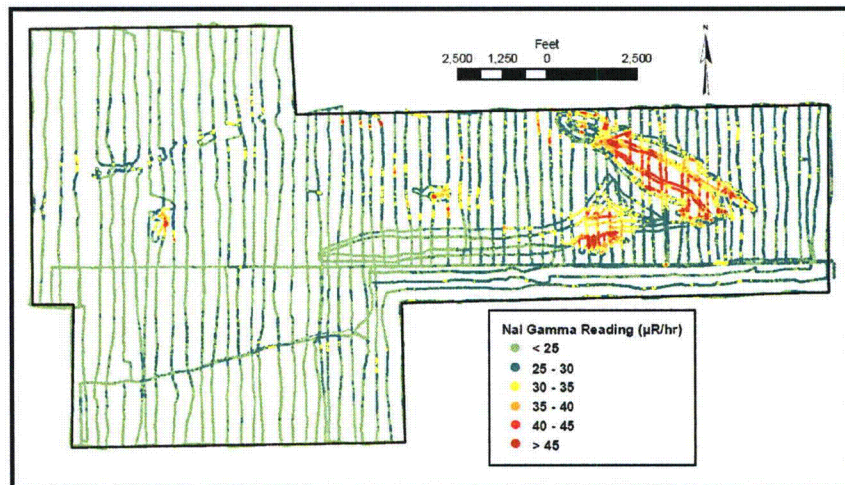 Feet
N
2,500 1,250 0 2,500
NaI Gamma Reading (µR/hr)
< 25
25 - 30
30 - 35
35 - 40
40 - 45
> 45